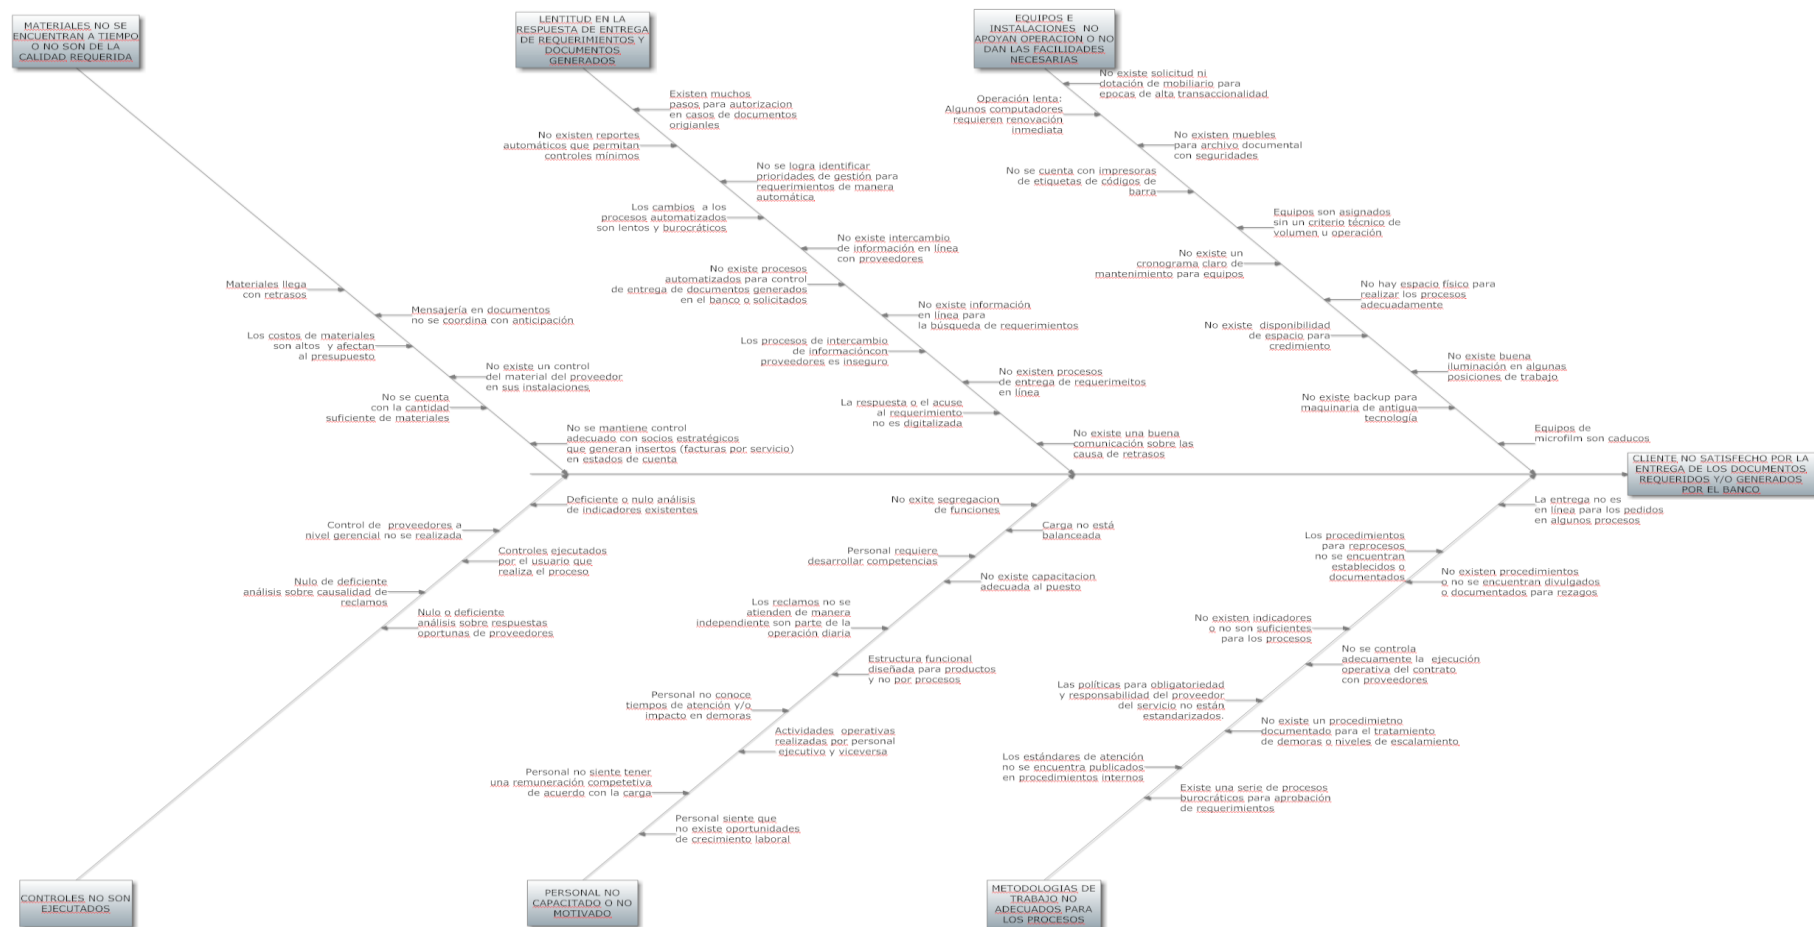 MATERIALES NO SE
ENCUENTRAN A TIEMPO
O NO SON DE LA
CALIDAD REQUERIDA
LENTITUD EN LA
RESPUESTA DE ENTREGA
DE REQUERIMIENTOS Y
DOCUMENTOS
GENERADOS
EQUIPOS E
INSTALACIONES NO
APOYAN OPERACION O NO
DAN LAS FACILIDADES
NECESARIAS
Materiales llega
con retrasos
Mensajería en documentos
no se coordina con anticipación
Los costos de materiales
son altos y afectan
al presupuesto
No existe un control
del material del proveedor
en sus instalaciones
No se cuenta
con la cantidad
suficiente de materiales
No se mantiene control
adecuado con socios estratégicos
que generan insertos (facturas por servicio)
en estados de cuenta
Existen muchos
pasos para autorizacion
en casos de documentos
origianles
No existen reportes
automáticos que permitan
controles mínimos
No se logra identificar
prioridades de gestión para
requerimientos de manera
automática
Los cambios a los
procesos automatizados
son lentos y burocráticos
No existe intercambio
de información en línea
con proveedores
No existe procesos
automatizados para control
de entrega de documentos generados
en el banco o solicitados
No existe información
en línea para
la búsqueda de requerimientos
Los procesos de intercambio
de informacióncon
proveedores es inseguro
No existen procesos
de entrega de requerimeitos
en línea
La respuesta o el acuse
al requerimiento
no es digitalizada
No existe una buena
comunicación sobre las
causa de retrasos
No existe solicitud ni
dotación de mobiliario para
epocas de alta transaccionalidad
Operación lenta:
Algunos computadores
requieren renovación
inmediata
No existen muebles
para archivo documental
con seguridades
No se cuenta con impresoras
de etiquetas de códigos de
barra
Equipos son asignados
sin un criterio técnico de
volumen u operación
No existe un
cronograma claro de
mantenimiento para equipos
No hay espacio físico para
realizar los procesos
adecuadamente
No existe disponibilidad
de espacio para
credimiento
No existe buena
iluminación en algunas
posiciones de trabajo
No existe backup para
maquinaria de antigua
tecnología
Equipos de
microfilm son caducos
CLIENTE NO SATISFECHO POR LA
ENTREGA DE LOS DOCUMENTOS
REQUERIDOS Y/O GENERADOS
POR EL BANCO
Deficiente o nulo análisis
de indicadores existentes
Control de proveedores a
nivel gerencial no se realizada
Controles ejecutados
por el usuario que
realiza el proceso
Nulo de deficiente
análisis sobre causalidad de
reclamos
Nulo o deficiente
análisis sobre respuestas
oportunas de proveedores
No exite segregacion
de funciones
Carga no está
balanceada
Personal requiere
desarrollar competencias
No existe capacitacion
adecuada al puesto
Los reclamos no se
atienden de manera
independiente son parte de la
operación diaria
Estructura funcional
diseñada para productos
y no por procesos
Personal no conoce
tiempos de atención y/o
impacto en demoras
Actividades operativas
realizadas por personal
ejecutivo y viceversa
Personal no siente tener
una remuneración competetiva
de acuerdo con la carga
Personal siente que
no existe oportunidades
de crecimiento laboral
La entrega no es
en línea para los pedidos
en algunos procesos
Los procedimientos
para reprocesos
no se encuentran
establecidos o
documentados
No existen procedimientos
o no se encuentran divulgados
o documentados para rezagos
No existen indicadores
o no son suficientes
para los procesos
No se controla
adecuamente la ejecución
operativa del contrato
con proveedores
Las políticas para obligatoriedad
y responsabilidad del proveedor
del servicio no están
estandarizados.
No existe un procedimietno
documentado para el tratamiento
de demoras o niveles de escalamiento
Los estándares de atención
no se encuentra publicados
en procedimientos internos
Existe una serie de procesos
burocráticos para aprobación
de requerimientos
CONTROLES NO SON
EJECUTADOS
PERSONAL NO
CAPACITADO O NO
MOTIVADO
METODOLOGIAS DE
TRABAJO NO
ADECUADOS PARA
LOS PROCESOS